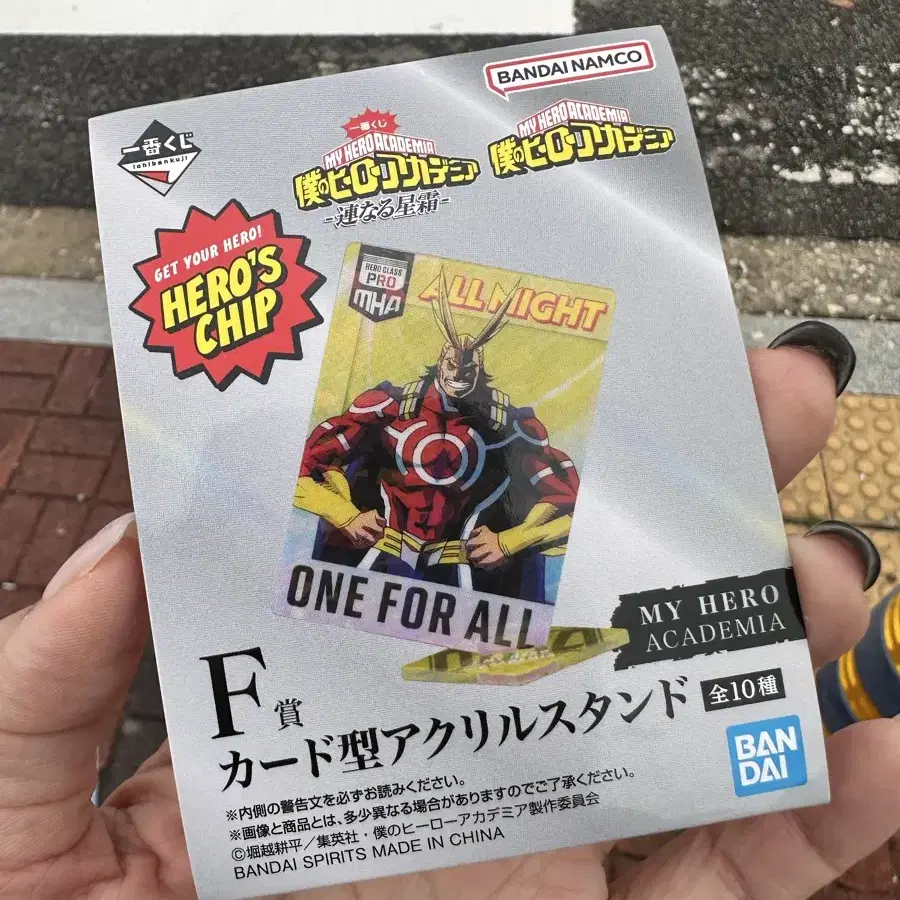 BANDAI NAMCO
一番くじ
ichibankuji
一番くじ
MY HERO ACADEMIA
僕のヒーローアカデミア
-連なる星霜-
MY HERO ACADEMIA
僕のヒーローアカデミア
GET YOUR HERO!
HERO'S
CHIP
HERO CLASS
PRO
MHA
ALL MIGHT
ONE FOR ALL
MY HERO
ACADEMIA
F賞
カード型アクリルスタンド 全10種
BAN
DAI
※内側の警告文を必ずお読みください。
※画像と商品とは、多少異なる場合がありますのでご了承ください。
©堀越耕平／集英社・僕のヒーローアカデミア製作委員会
BANDAI SPIRITS MADE IN CHINA